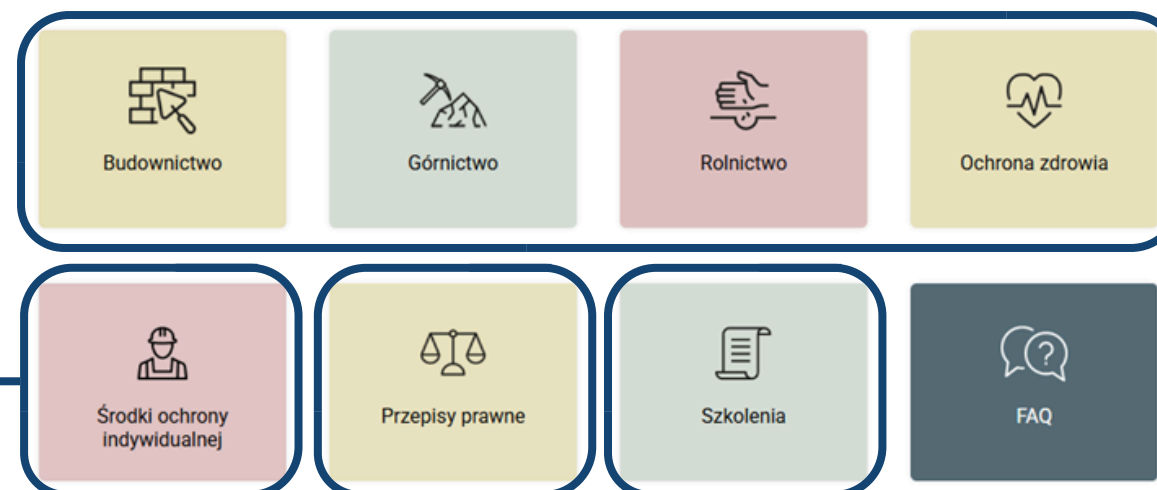 Budownictwo
Górnictwo
Rolnictwo
Ochrona zdrowia
Środki ochrony
indywidualnej
Przepisy prawne
Szkolenia
?
FAQ